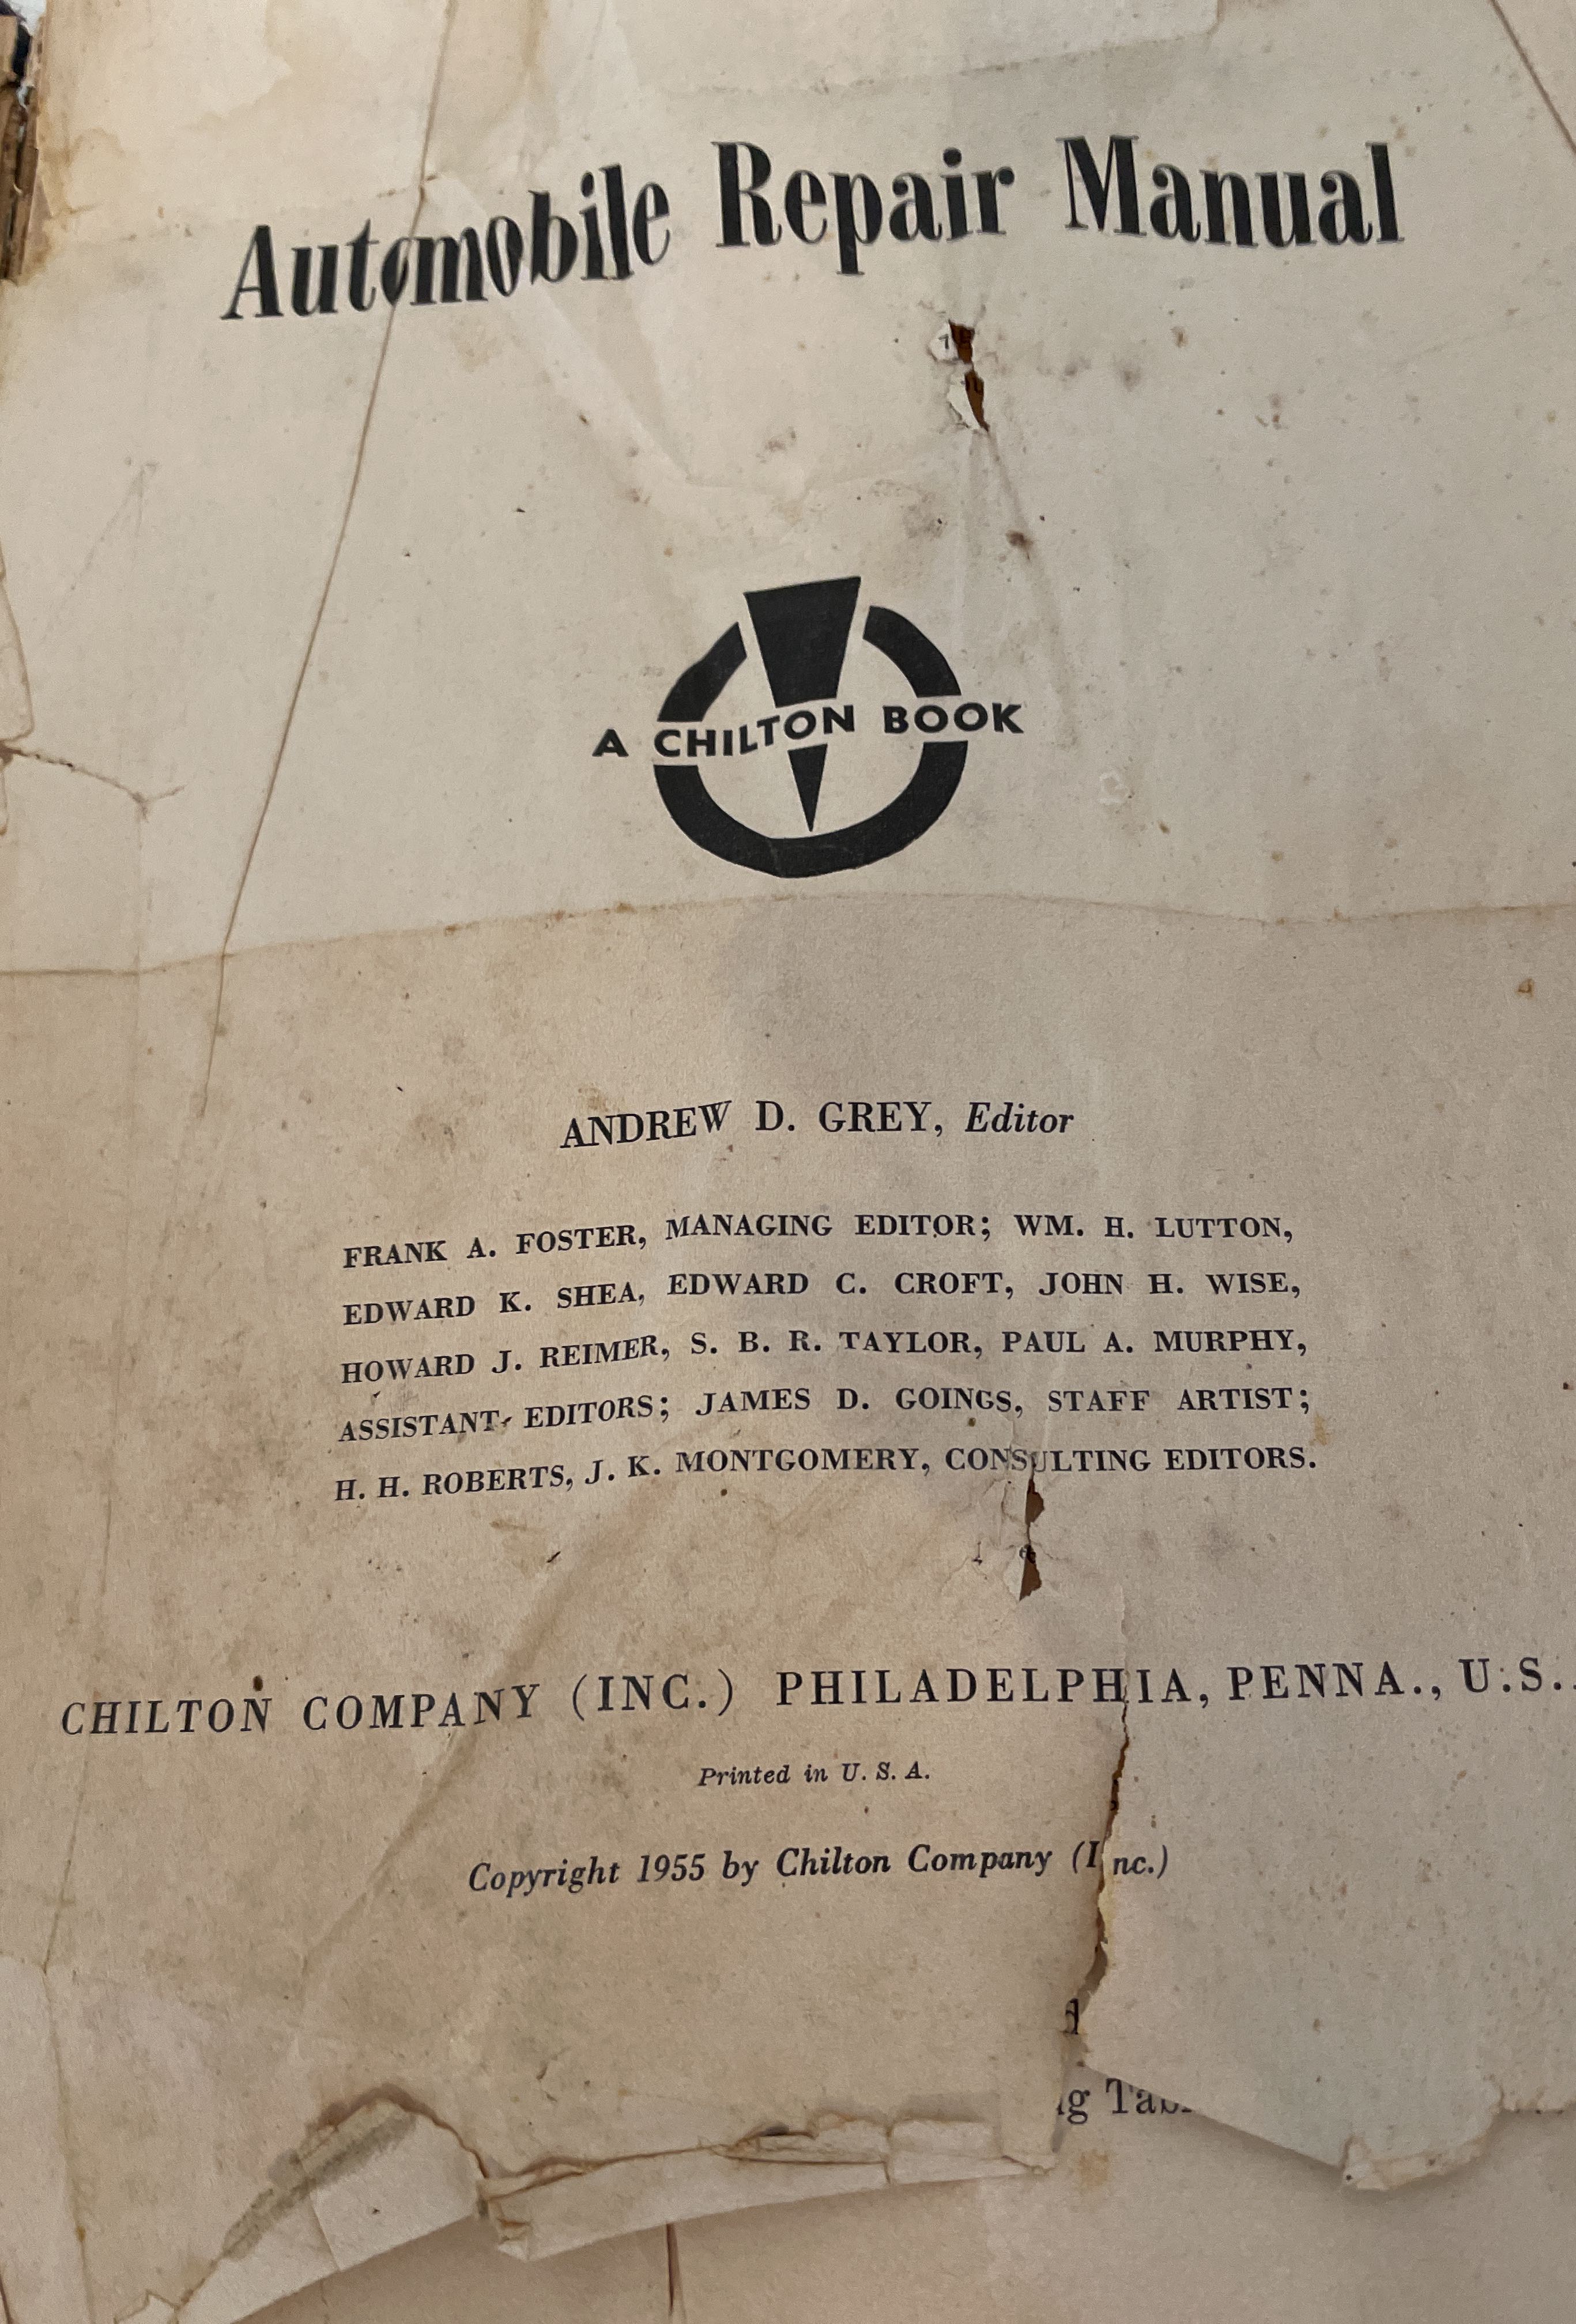 Automobile Repair Manual
A CHILTON BOOK
ANDREW D. GREY, Editor
FRANK A. FOSTER, MANAGING EDITOR; WM. H. LUTTON,
EDWARD K. SHEA, EDWARD C. CROFT, JOHN H. WISE,
HOWARD J. REIMER, S. B. R. TAYLOR, PAUL A. MURPHY,
ASSISTANT EDITORS; JAMES D. GOINGS, STAFF ARTIST;
H. H. ROBERTS, J. K. MONTGOMERY, CONSULTING EDITORS.
CHILTON COMPANY (INC.) PHILADELPHIA, PENNA., U.S.
Printed in U. S. A.
Copyright 1955 by Chilton Company (Inc.)